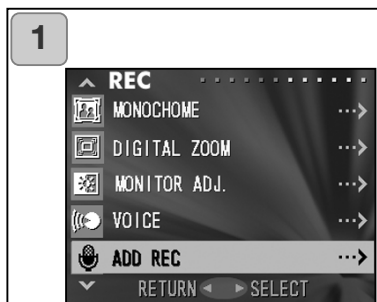 1
REC
MONOCHOME
DIGITAL ZOOM
MONITOR ADJ.
VOICE
ADD REC
RETURN SELECT